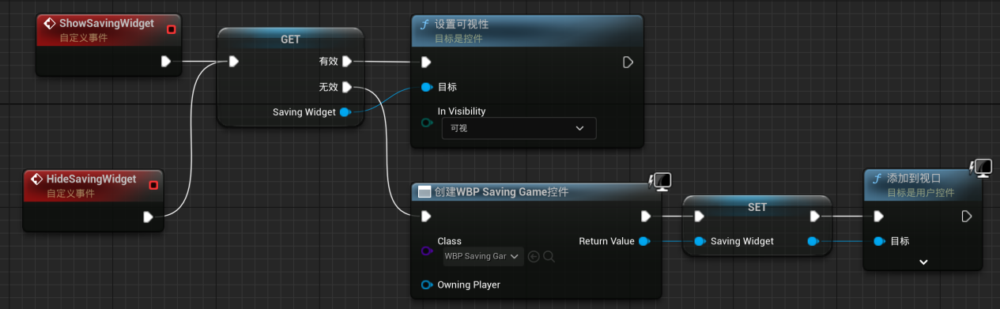 ShowSavingWidget
自定义事件
GET
有效
无效
Saving Widget
设置可视性
目标是控件
目标
In Visibility
可视
HideSavingWidget
自定义事件
创建WBP Saving Game控件
Class
WBP Saving Gar
Return Value
Owning Player
SET
Saving Widget
添加到视口
目标是用户控件
目标